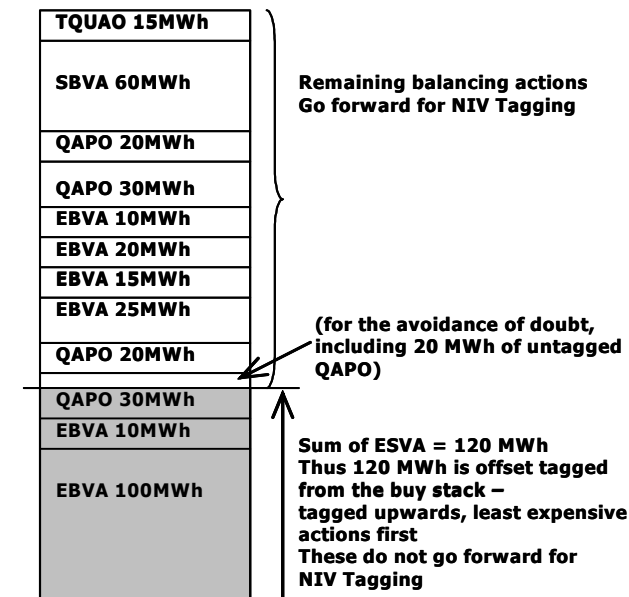 TQUAO 15MWh
SBVA 60MWh
Remaining balancing actions
Go forward for NIV Tagging
QAPO 20MWh
QAPO 30MWh
EBVA 10MWh
EBVA 20MWh
EBVA 15MWh
EBVA 25MWh
(for the avoidance of doubt,
including 20 MWh of untagged
QAPO)
QAPO 20MWh
QAPO 30MWh
EBVA 10MWh
EBVA 100MWh
Sum of ESVA = 120 MWh
Thus 120 MWh is offset tagged
from the buy stack –
tagged upwards, least expensive
actions first
These do not go forward for
NIV Tagging